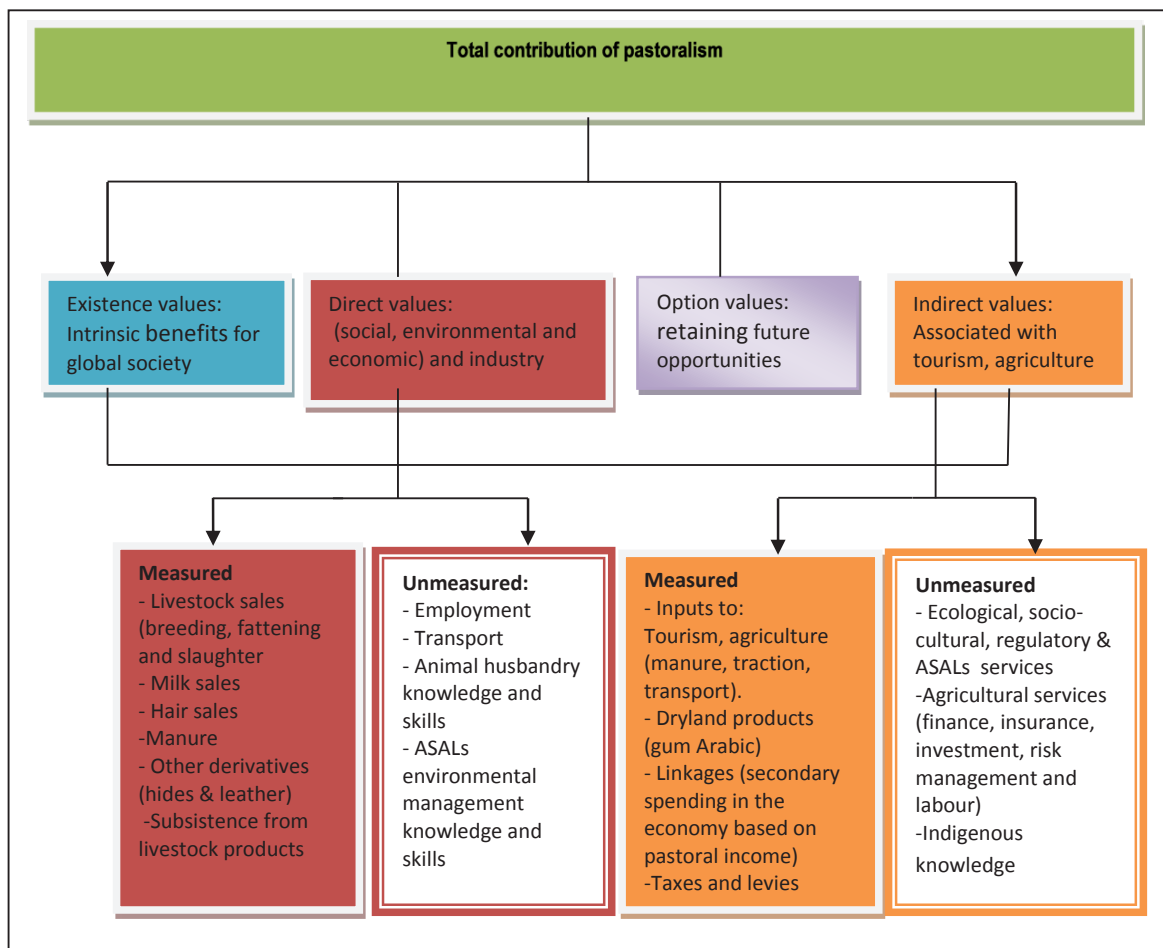 Total contribution of pastoralism
Existence values:
Intrinsic benefits for
global society
Direct values:
(social, environmental and
economic) and industry
Option values:
retaining future
opportunities
Indirect values:
Associated with
tourism, agriculture
Measured
- Livestock sales
(breeding, fattening
and slaughter
- Milk sales
- Hair sales
-Manure
- Other derivatives
(hides & leather)
-Subsistence from
livestock products
Unmeasured:
- Employment
- Transport
- Animal husbandry
knowledge and
skills
- ASALs
environmental
management
knowledge and
skills
Measured
- Inputs to:
Tourism, agriculture
(manure, traction,
transport).
- Dryland products
(gum Arabic)
- Linkages (secondary
spending in the
economy based on
pastoral income)
-Taxes and levies
Unmeasured
- Ecological, socio-
cultural, regulatory &
ASALs services
-Agricultural services
(finance, insurance,
investment, risk
management and
labour)
-Indigenous
knowledge